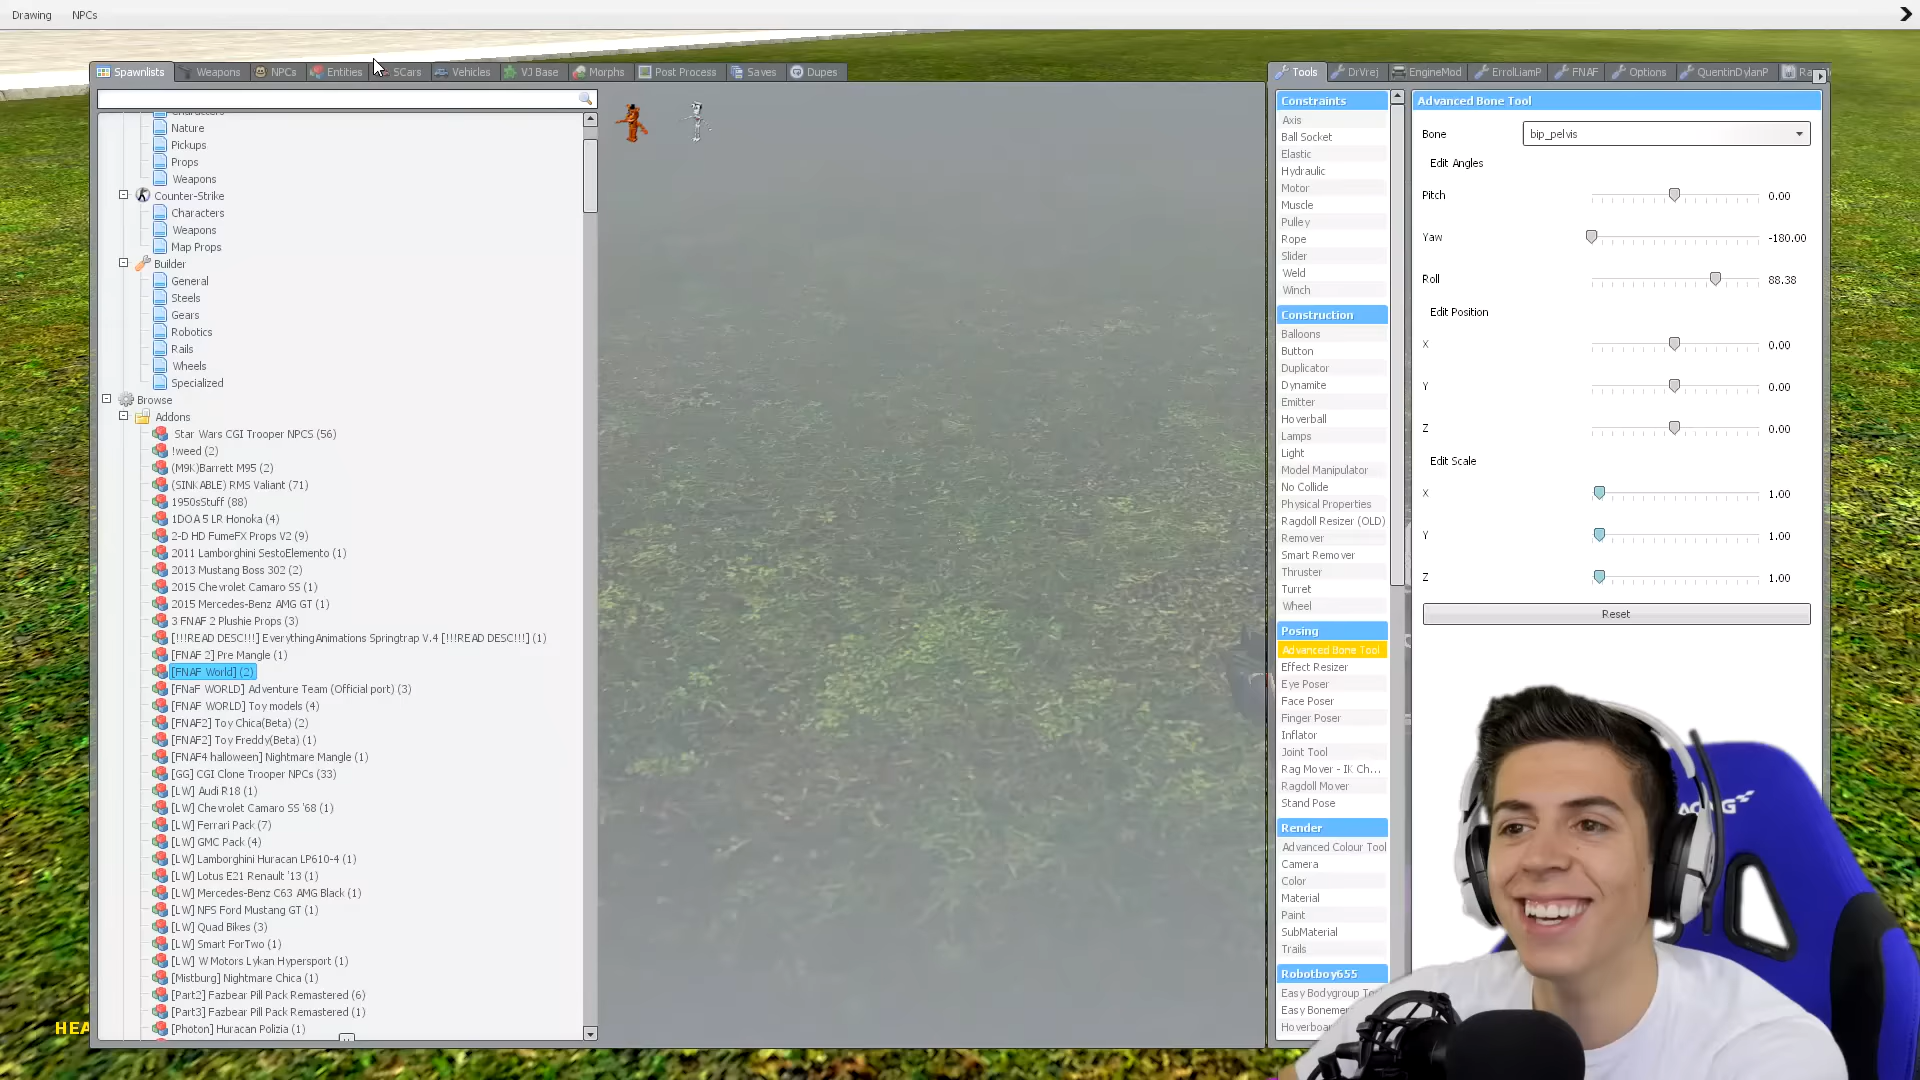 Drawing NPCs
Spawnlists Weapons NPCs Entities SCars Vehicles VJ Base Morphs Post Process Saves Dupes
Nature
Pickups
Props
Weapons
Counter-Strike
Characters
Weapons
Map Props
Builder
General
Steels
Gears
Robotics
Rails
Wheels
Specialized
Browse
Addons
Star Wars CGI Trooper NPCS (56)
!weed (2)
(M9K)Barrett M95 (2)
(SINKABLE) RMS Valiant (71)
1950sStuff (88)
1DOA 5 LR Honoka (4)
2-D HD FumeFX Props V2 (9)
2011 Lamborghini SestoElemento (1)
2013 Mustang Boss 302 (2)
2015 Chevrolet Camaro SS (1)
2015 Mercedes-Benz AMG GT (1)
3 FNAF 2 Plushie Props (3)
[!!!READ DESC!!!] EverythingAnimations Springtrap V.4 [!!!READ DESC!!!] (1)
[FNAF 2] Pre Mangle (1)
[FNAF World] (2)
[FNaF WORLD] Adventure Team (Official port) (3)
[FNAF WORLD] Toy models (4)
[FNAF2] Toy Chica(Beta) (2)
[FNAF2] Toy Freddy(Beta) (1)
[FNAF4 halloween] Nightmare Mangle (1)
[GG] CGI Clone Trooper NPCs (33)
[LW] Audi R18 (1)
[LW] Chevrolet Camaro SS '68 (1)
[LW] Ferrari Pack (7)
[LW] GMC Pack (4)
[LW] Lamborghini Huracan LP610-4 (1)
[LW] Lotus E21 Renault '13 (1)
[LW] Mercedes-Benz C63 AMG Black (1)
[LW] NFS Ford Mustang GT (1)
[LW] Quad Bikes (3)
[LW] Smart ForTwo (1)
[LW] W Motors Lykan Hypersport (1)
[Mistburg] Nightmare Chica (1)
[Part2] Fazbear Pill Pack Remastered (6)
[Part3] Fazbear Pill Pack Remastered (1)
[Photon] Huracan Polizia (1)
HEA
Tools DrVrej EngineMod ErrolLiamP FNAF Options QuentinDylanP
Constraints
Axis
Ball Socket
Elastic
Hydraulic
Motor
Muscle
Pulley
Rope
Slider
Weld
Winch
Construction
Balloons
Button
Duplicator
Dynamite
Emitter
Hoverball
Lamps
Light
Model Manipulator
No Collide
Physical Properties
Ragdoll Resizer (OLD)
Remover
Smart Remover
Thruster
Turret
Wheel
Posing
Advanced Bone Tool
Effect Resizer
Eye Poser
Face Poser
Finger Poser
Inflator
Joint Tool
Rag Mover - IK Ch...
Ragdoll Mover
Stand Pose
Render
Advanced Colour Tool
Camera
Color
Material
Paint
SubMaterial
Trails
Robotboy655
Easy Bodygroup To
Easy Boneme
Hoverboa
Advanced Bone Tool
Bone bip_pelvis
Edit Angles
Pitch 0.00
Yaw -180.00
Roll 88.38
Edit Position
X 0.00
Y 0.00
Z 0.00
Edit Scale
X 1.00
Y 1.00
Z 1.00
Reset